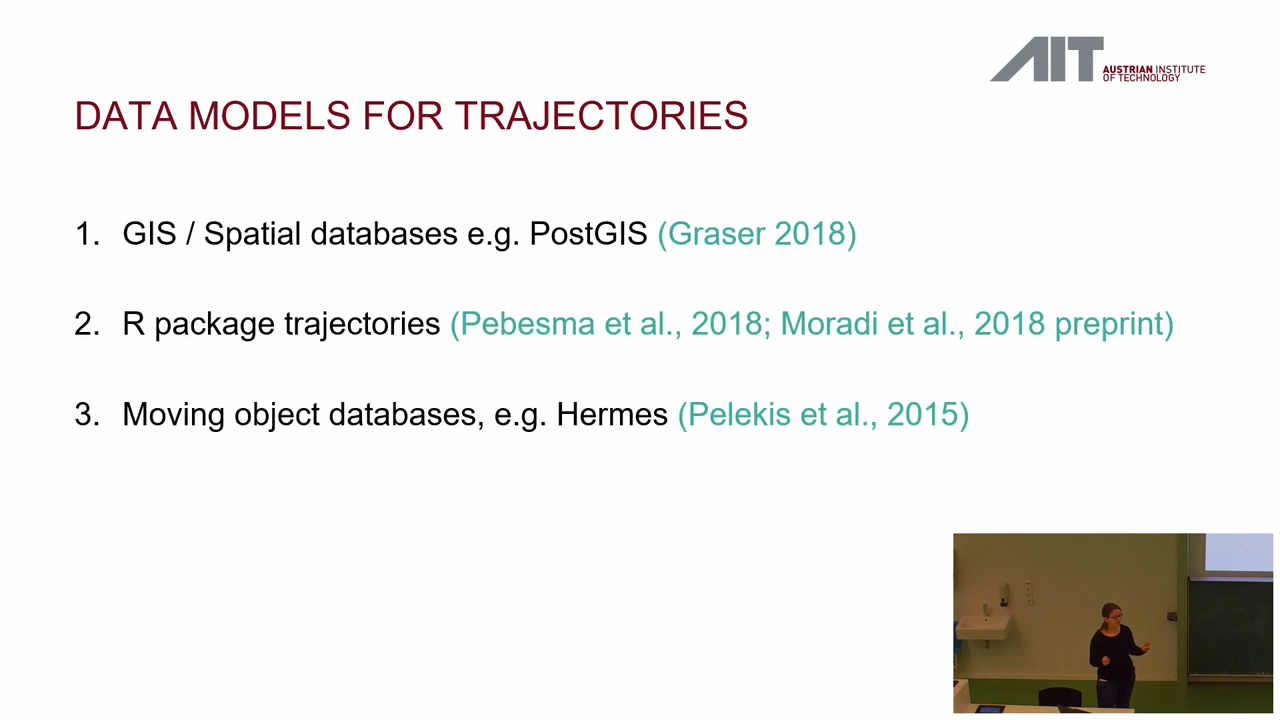 AIT
AUSTRIAN INSTITUTE
OF TECHNOLOGY
DATA MODELS FOR TRAJECTORIES
1. GIS / Spatial databases e.g. PostGIS (Graser 2018)
2. R package trajectories (Pebesma et al., 2018; Moradi et al., 2018 preprint)
3. Moving object databases, e.g. Hermes (Pelekis et al., 2015)